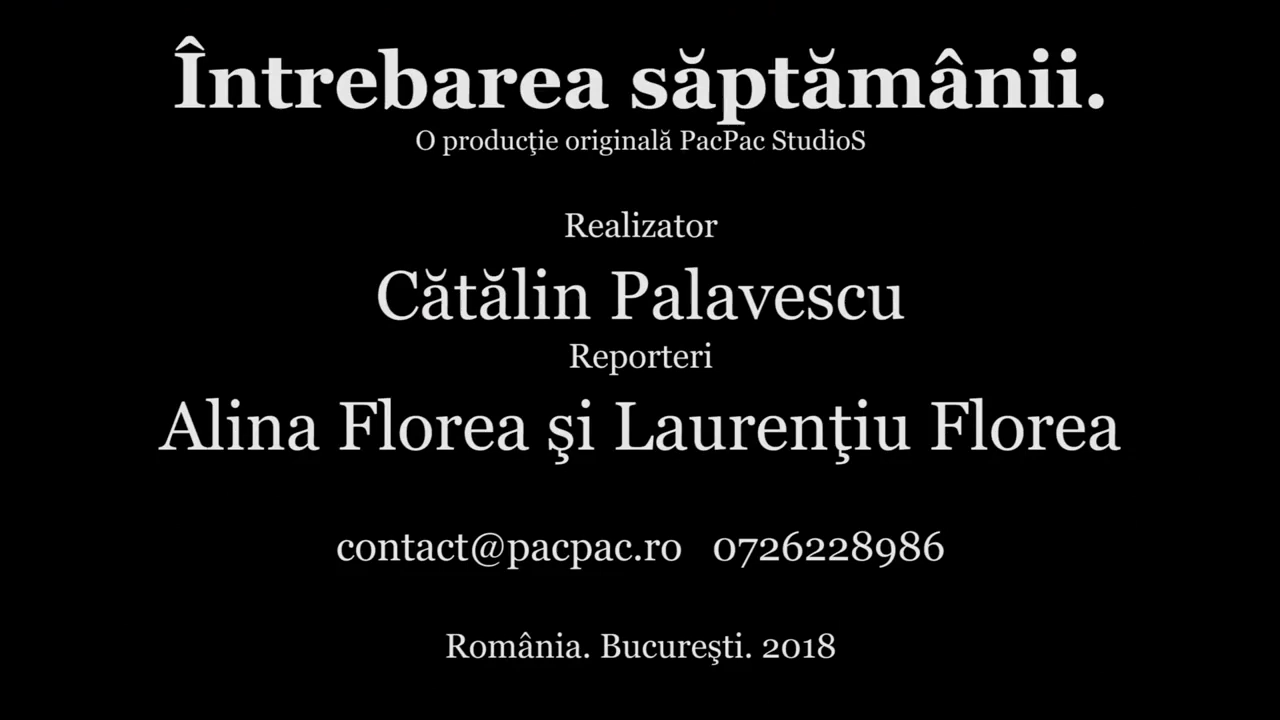 Întrebarea săptămânii.
O producţie originală PacPac StudioS
Realizator
Cătălin Palavescu
Reporteri
Alina Florea şi Laurenţiu Florea
contact@pacpac.ro 0726228986
România. Bucureşti. 2018